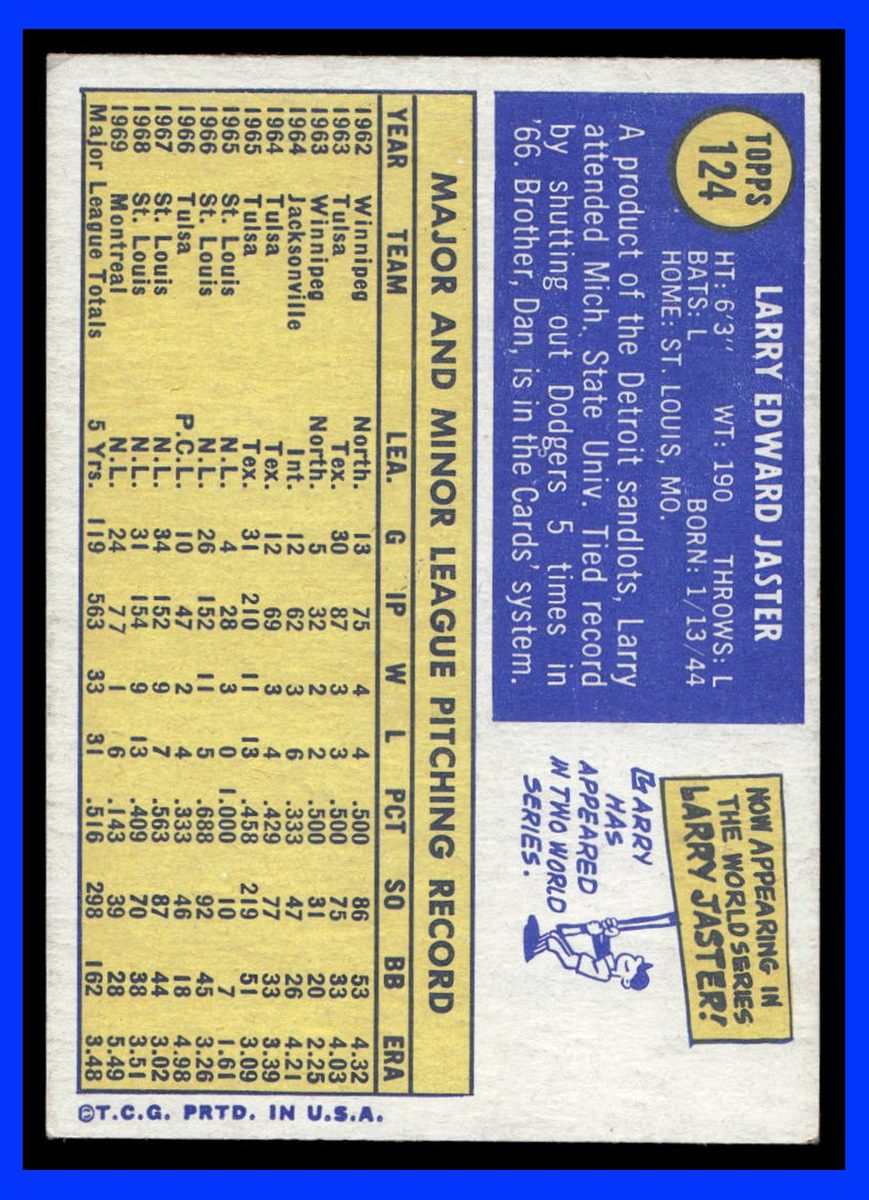 TOPPS
124
LARRY EDWARD JASTER
HT: 6'3" WT: 190 THROWS: L
BATS: L BORN: 1/13/44
HOME: ST. LOUIS, MO.
A product of the Detroit sandlots, Larry
attended Mich. State Univ. Tied record
by shutting out Dodgers 5 times in
'66. Brother, Dan, is in the Cards' system.
NOW APPEARING IN
THE WORLD SERIES
LARRY JASTER!
LARRY
HAS
APPEARED
IN TWO WORLD
SERIES.
MAJOR AND MINOR LEAGUE PITCHING RECORD
YEAR TEAM LEA. G IP W L PCT SO BB ERA
1962 Winnipeg North. 13 75 4 4 .500 86 53 4.32
1963 Tulsa Tex. 30 87 3 3 .500 75 33 4.03
1963 Winnipeg North. 5 32 2 2 .500 31 20 2.25
1964 Jacksonville Int. 12 62 3 6 .333 47 26 4.21
1964 Tulsa Tex. 12 69 3 4 .429 77 33 3.39
1965 Tulsa Tex. 31 210 11 13 .458 219 51 3.09
1965 St. Louis N.L. 4 28 3 0 1.000 10 7 1.61
1966 St. Louis N.L. 26 152 11 5 .688 92 45 3.26
1966 Tulsa P.C.L. 10 47 2 4 .333 46 18 4.98
1967 St. Louis N.L. 34 152 9 7 .563 87 44 3.02
1968 St. Louis N.L. 31 154 9 13 .409 70 38 3.51
1969 Montreal N.L. 24 77 1 6 .143 39 28 5.49
Major League Totals 5 Yrs. 119 563 33 31 .516 298 162 3.48
©T.C.G. PRTD. IN U.S.A.